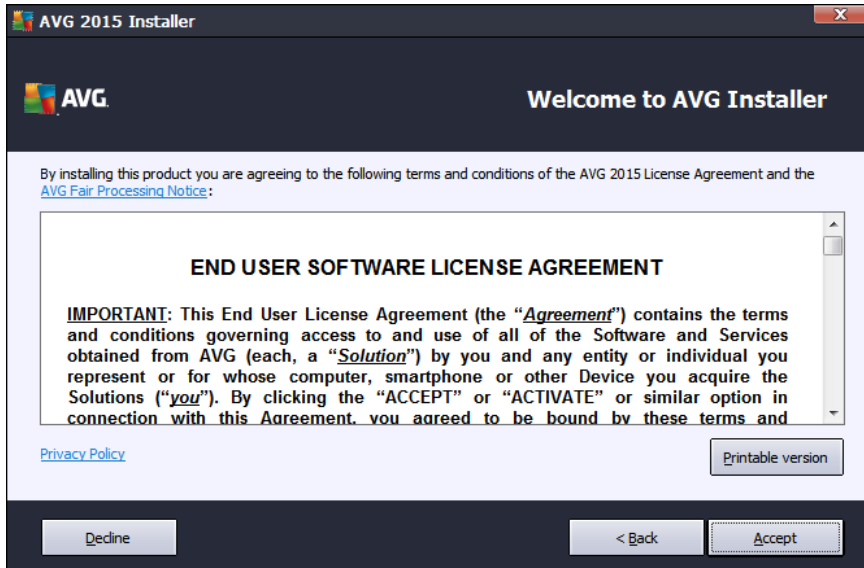 AVG 2015 Installer
X
AVG.
Welcome to AVG Installer
By installing this product you are agreeing to the following terms and conditions of the AVG 2015 License Agreement and the
AVG Fair Processing Notice:
END USER SOFTWARE LICENSE AGREEMENT
IMPORTANT: This End User License Agreement (the “Agreement”) contains the terms
and conditions governing access to and use of all of the Software and Services
obtained from AVG (each, a “Solution”) by you and any entity or individual you
represent or for whose computer, smartphone or other Device you acquire the
Solutions (“you”). By clicking the “ACCEPT” or “ACTIVATE” or similar option in
connection with this Agreement, you agreed to be bound by these terms and
Privacy Policy
Printable version
Decline
< Back
Accept